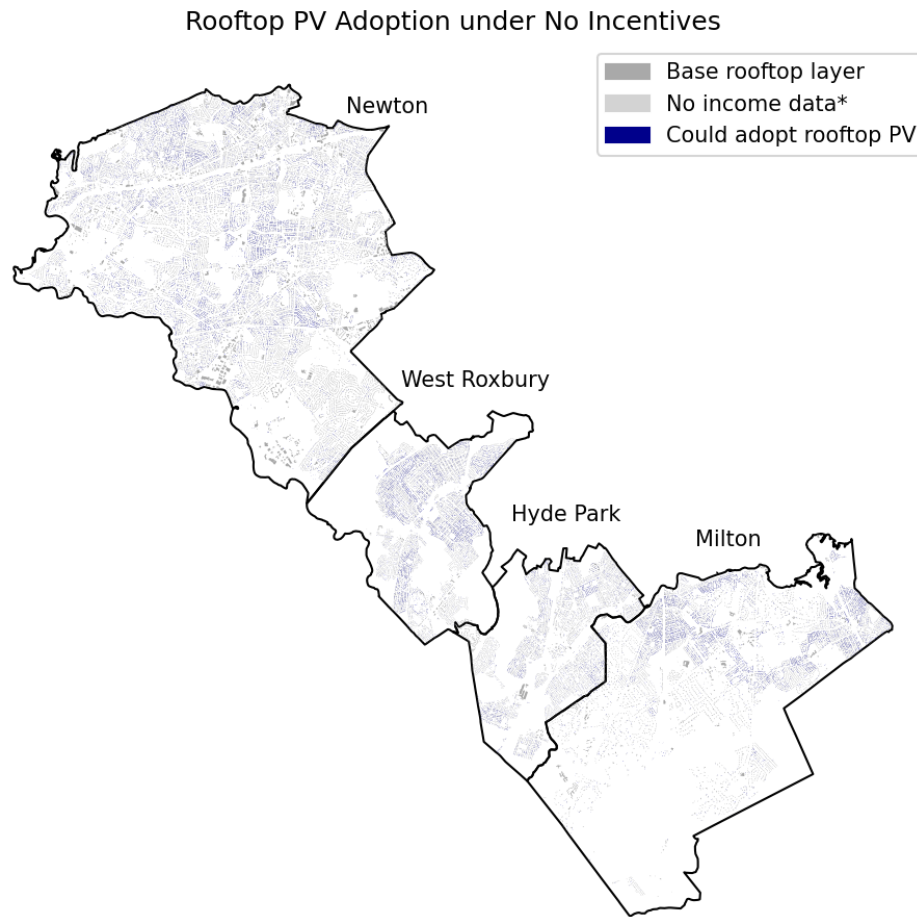 Rooftop PV Adoption under No Incentives
Base rooftop layer
No income data*
Could adopt rooftop PV
Newton
West Roxbury
Hyde Park
Milton